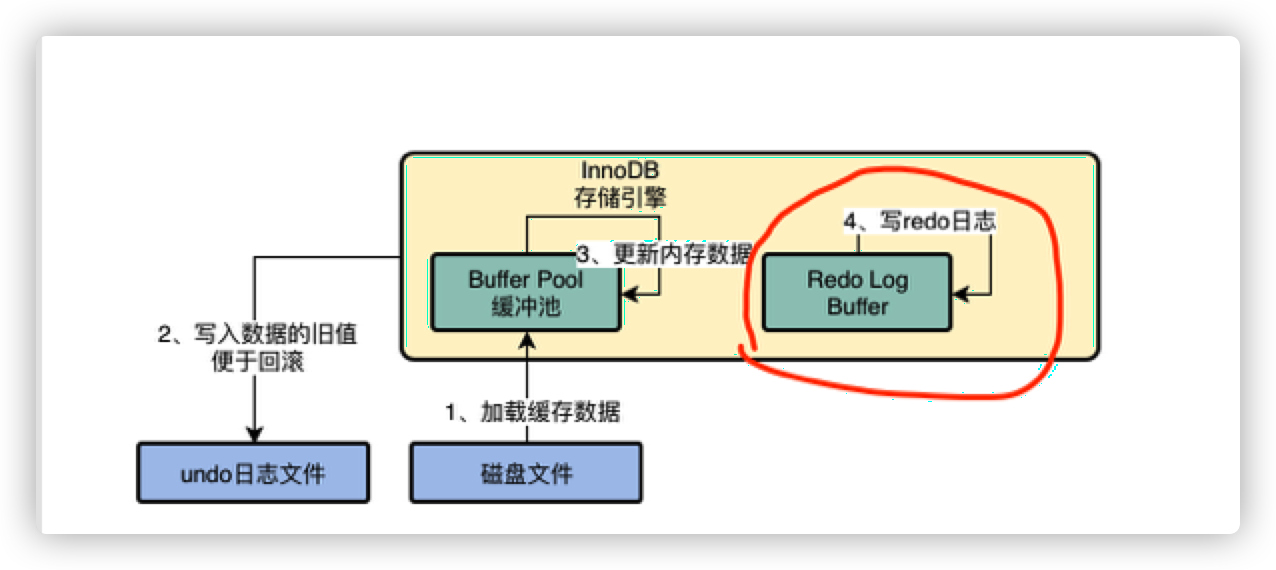 InnoDB
存储引擎
4、写redo日志
3、更新内存数据
Buffer Pool
缓冲池
Redo Log
Buffer
2、写入数据的旧值
便于回滚
1、加载缓存数据
undo日志文件
磁盘文件